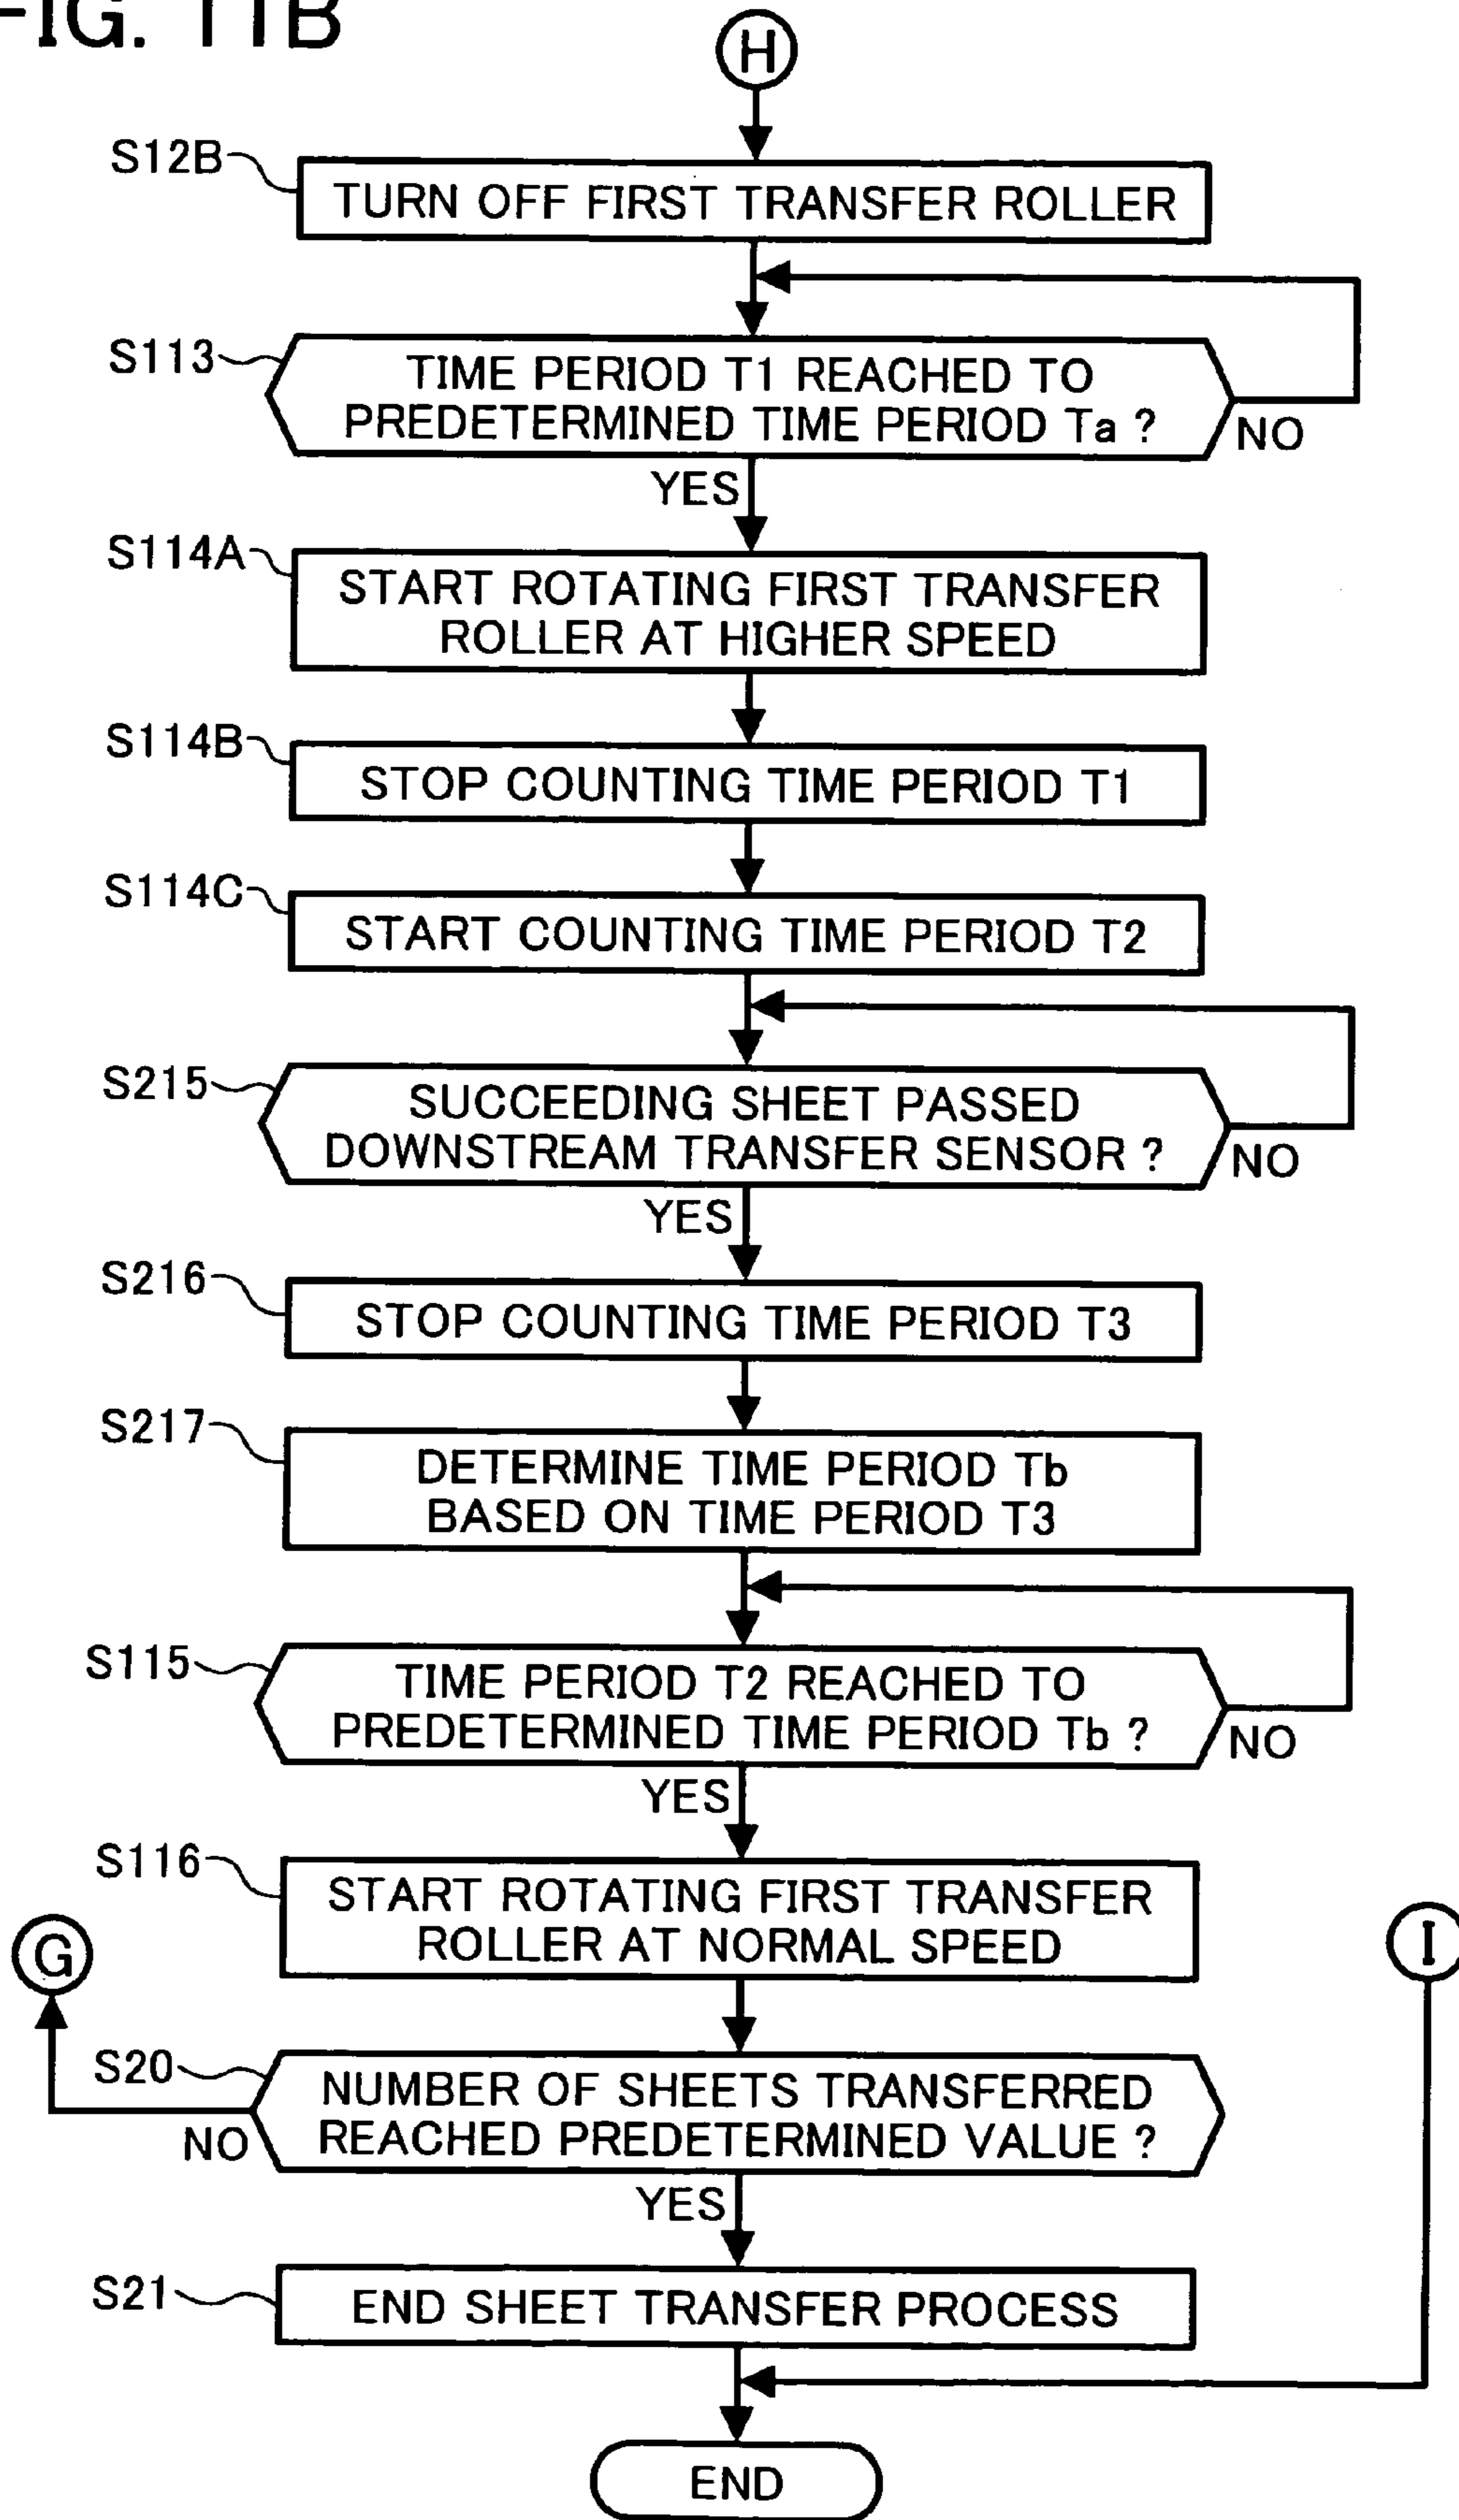 FIG. 11B
H
S12B
TURN OFF FIRST TRANSFER ROLLER
S113
TIME PERIOD T1 REACHED TO
PREDETERMINED TIME PERIOD Ta ?
NO
YES
S114A
START ROTATING FIRST TRANSFER
ROLLER AT HIGHER SPEED
S114B
STOP COUNTING TIME PERIOD T1
S114C
START COUNTING TIME PERIOD T2
S215
SUCCEEDING SHEET PASSED
DOWNSTREAM TRANSFER SENSOR ?
NO
YES
S216
STOP COUNTING TIME PERIOD T3
S217
DETERMINE TIME PERIOD Tb
BASED ON TIME PERIOD T3
S115
TIME PERIOD T2 REACHED TO
PREDETERMINED TIME PERIOD Tb ?
NO
YES
S116
START ROTATING FIRST TRANSFER
ROLLER AT NORMAL SPEED
G
I
S20
NUMBER OF SHEETS TRANSFERRED
REACHED PREDETERMINED VALUE ?
NO
YES
S21
END SHEET TRANSFER PROCESS
END